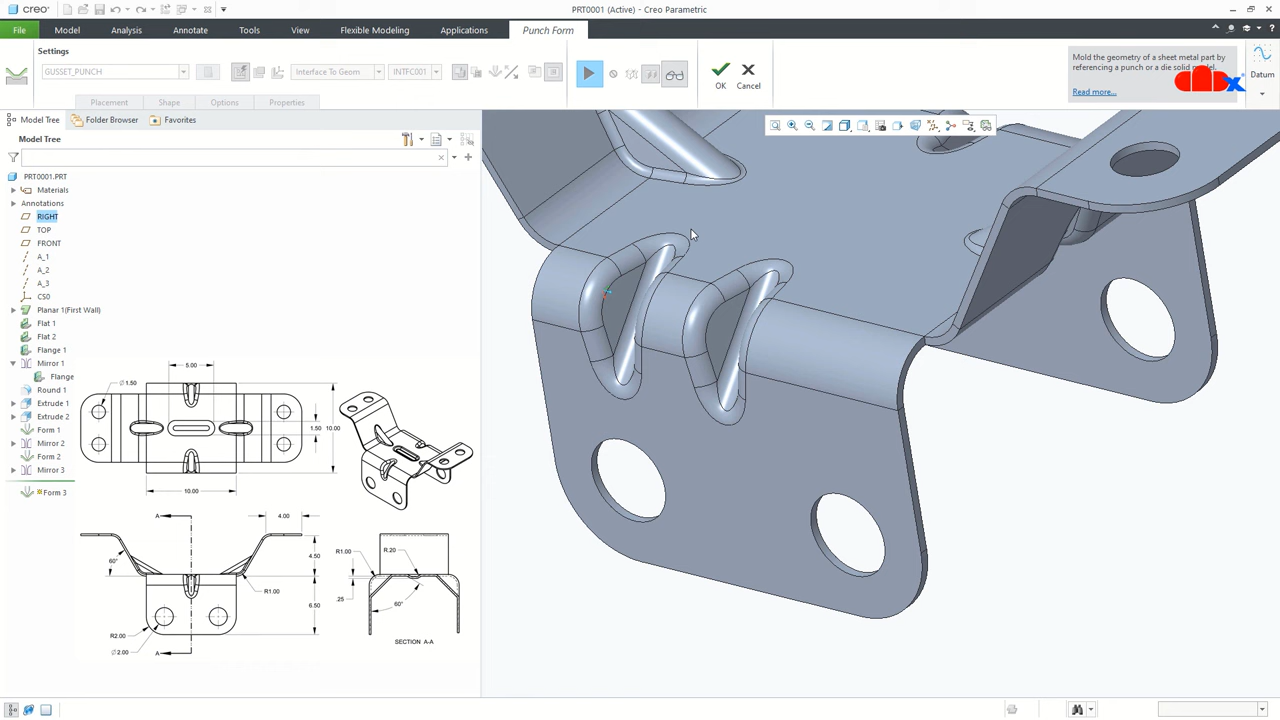 creo
PRT0001 (Active) - Creo Parametric
File Model Analysis Annotate Tools View Flexible Modeling Applications Punch Form
Settings
GUSSET_PUNCH
Interface To Geom
INTFC001
OK
Cancel
Mold the geometry of a sheet metal part by
referencing a punch or a die solid model.
Read more...
x
Datum
Placement Shape Options Properties
Model Tree Folder Browser Favorites
Model Tree
PRT0001.PRT
Materials
Annotations
RIGHT
TOP
FRONT
A_1
A_2
A_3
CS0
Planar 1(First Wall)
Flat 1
Flat 2
Flange 1
Mirror 1
Flange
Round 1
Extrude 1
Extrude 2
Form 1
Mirror 2
Form 2
Mirror 3
Form 3
5.00
Ø 1.50
1.50
10.00
10.00
A
4.00
60°
4.50
R1.00
6.50
R2.00
Ø2.00
A
R1.00
R.20
.25
60°
SECTION A-A